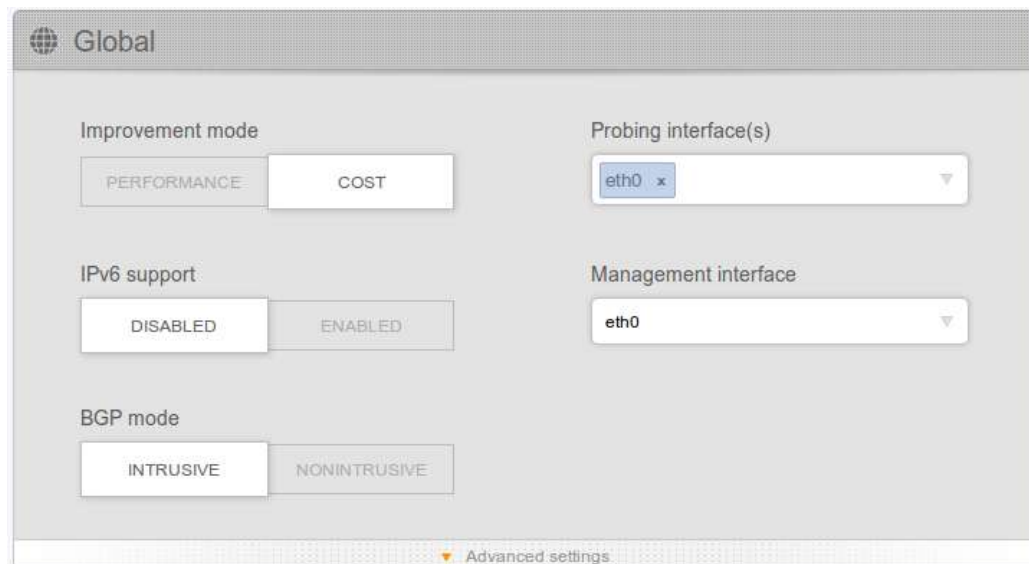 Global
Improvement mode
PERFORMANCE COST
IPv6 support
DISABLED ENABLED
BGP mode
INTRUSIVE NONINTRUSIVE
Probing interface(s)
eth0 x
Management interface
eth0
Advanced settings